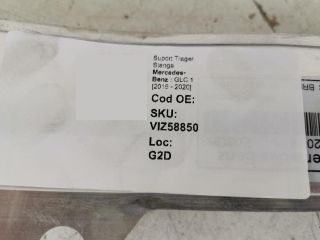 Suport Trager
Stanga
Mercedes-
Benz : GLC 1
[2015 - 2020]
Cod OE:
SKU:
VIZ58850
Loc:
G2D